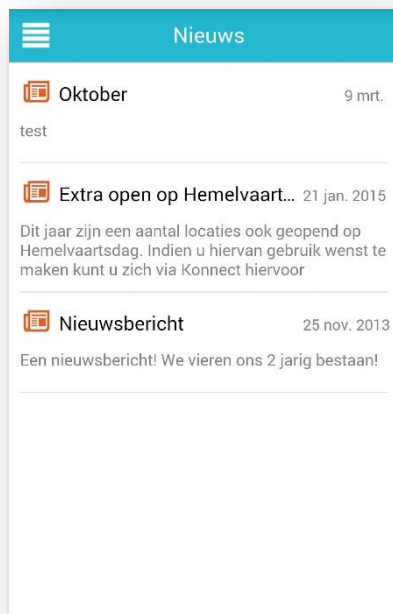 Nieuws
Oktober 9 mrt.
test
Extra open op Hemelvaart... 21 jan. 2015
Dit jaar zijn een aantal locaties ook geopend op
Hemelvaartsdag. Indien u hiervan gebruik wenst te
maken kunt u zich via Konnect hiervoor
Nieuwsbericht 25 nov. 2013
Een nieuwsbericht! We vieren ons 2 jarig bestaan!